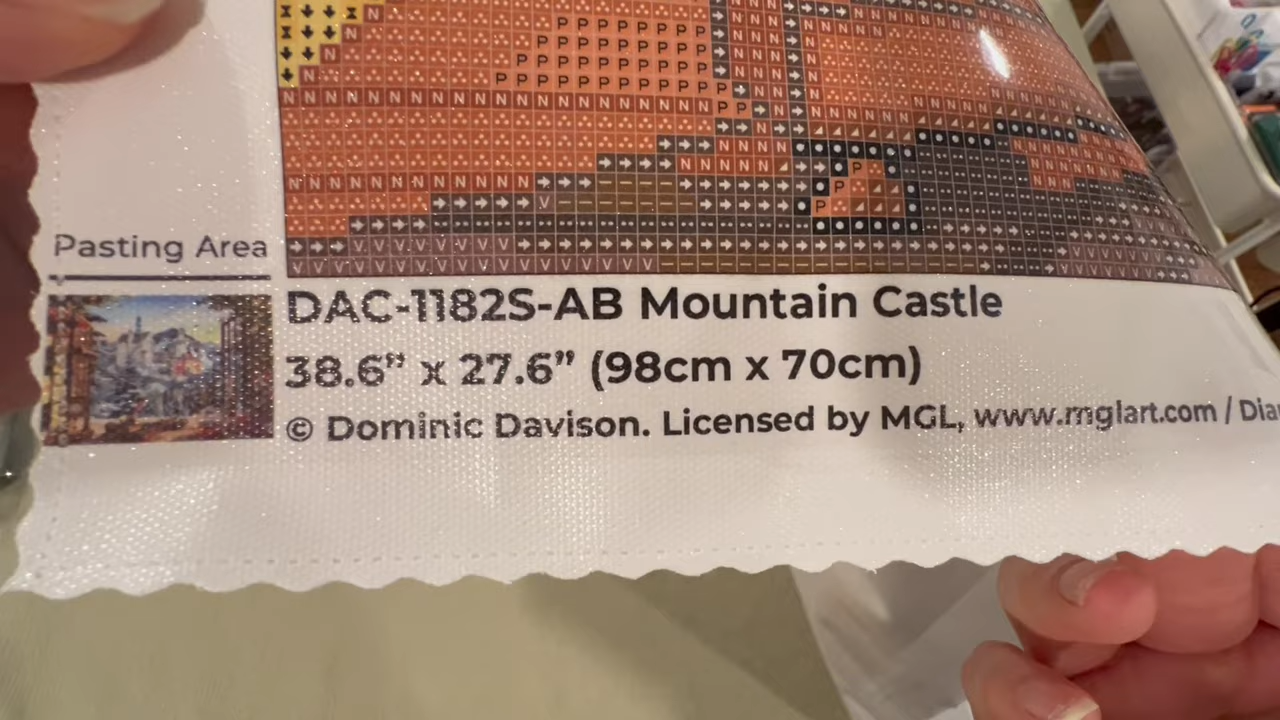 Pasting Area
DAC-1182S-AB Mountain Castle
38.6” x 27.6” (98cm x 70cm)
© Dominic Davison. Licensed by MGL, www.mglart.com / Dia